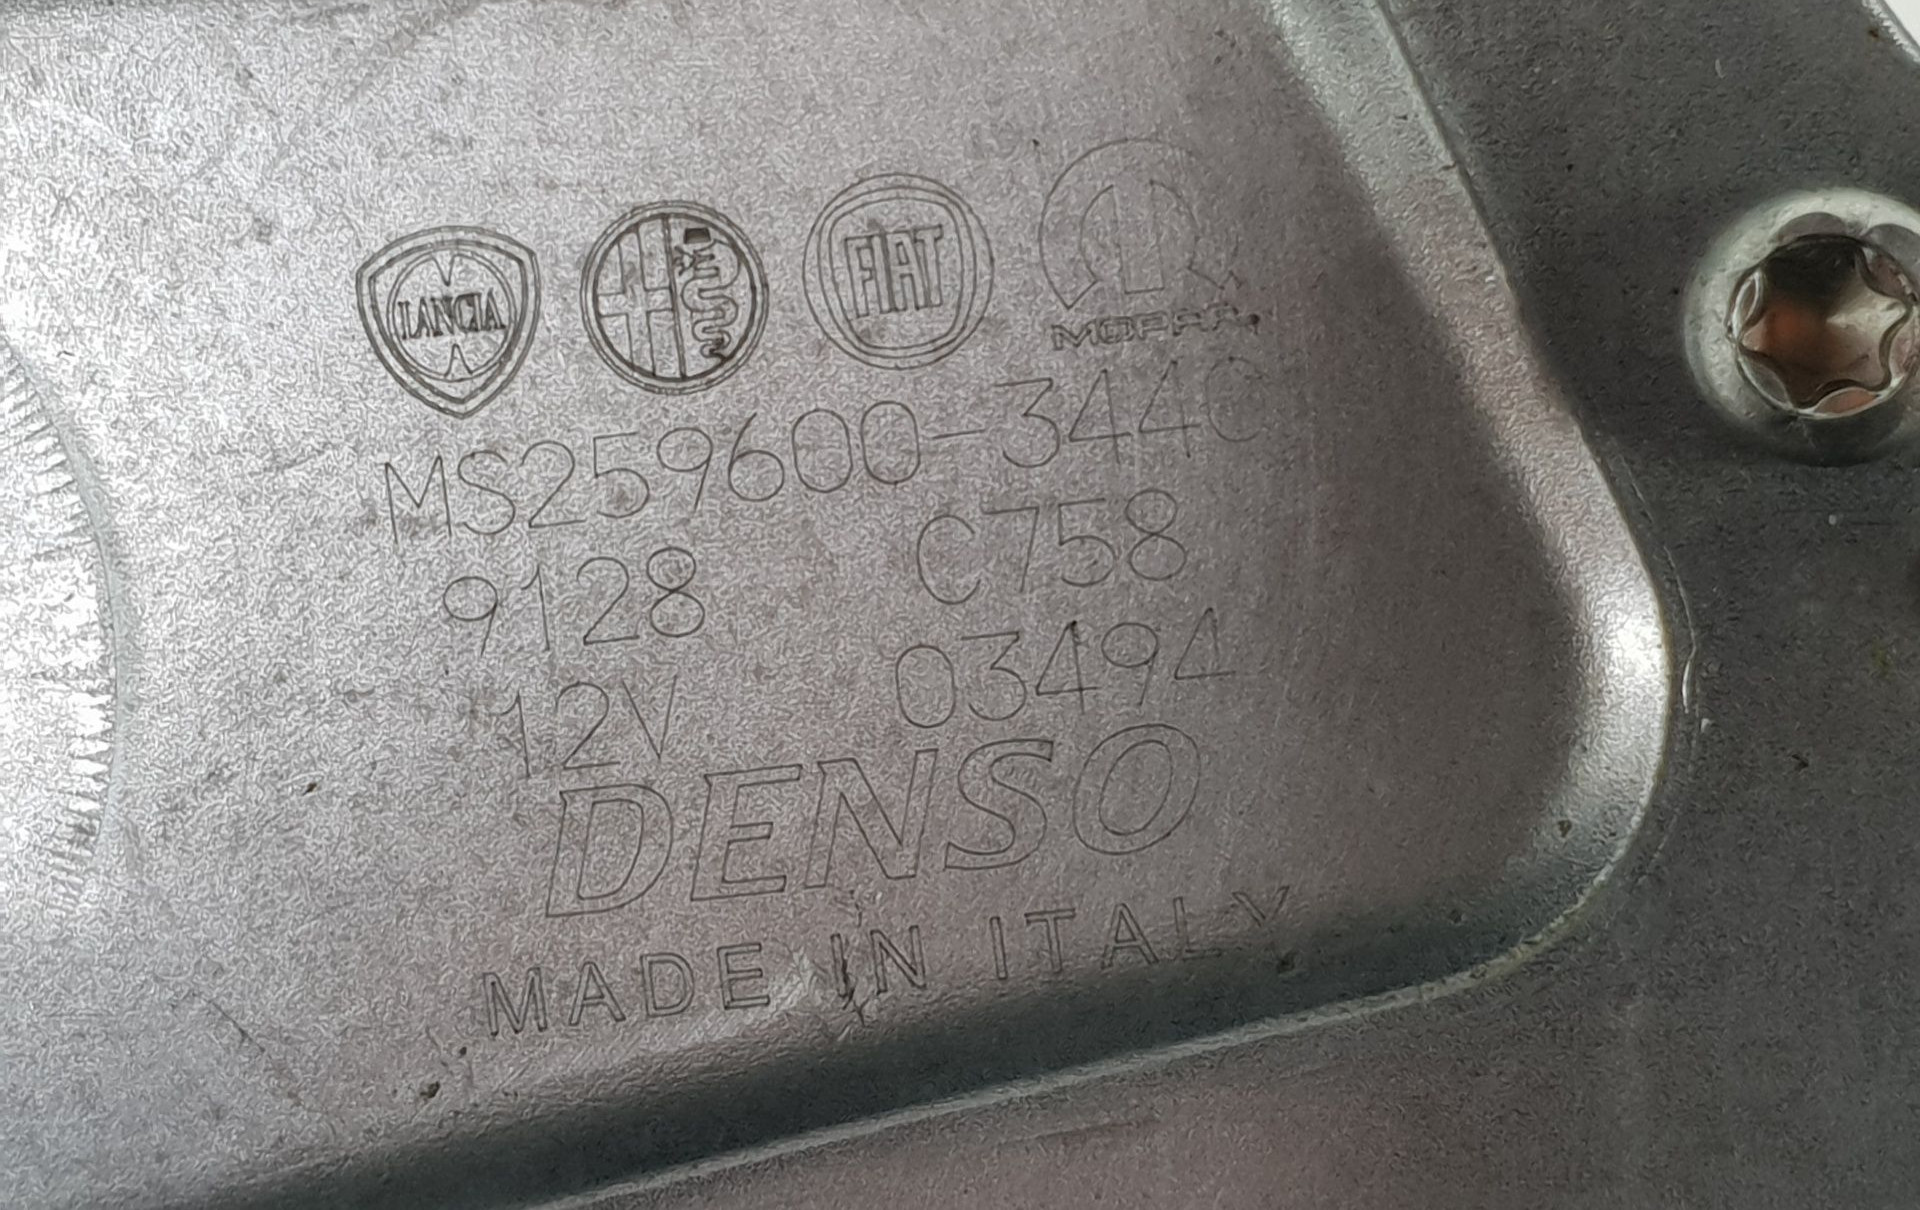 LANCIA FIAT MOPAR
MS259600-3440
9128 C758
12V 03494
DENSO
MADE IN ITALY